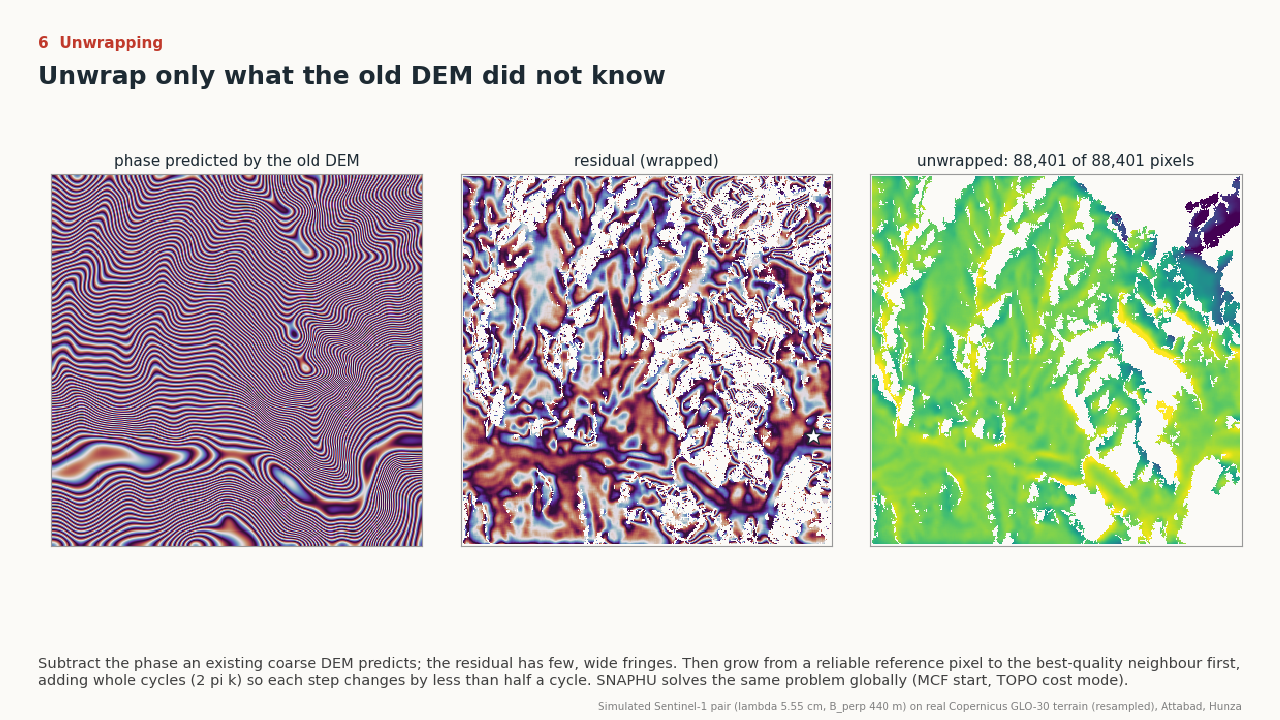 6 Unwrapping
Unwrap only what the old DEM did not know
phase predicted by the old DEM
residual (wrapped)
unwrapped: 88,401 of 88,401 pixels
Subtract the phase an existing coarse DEM predicts; the residual has few, wide fringes. Then grow from a reliable reference pixel to the best-quality neighbour first,
adding whole cycles (2 pi k) so each step changes by less than half a cycle. SNAPHU solves the same problem globally (MCF start, TOPO cost mode).
Simulated Sentinel-1 pair (lambda 5.55 cm, B_perp 440 m) on real Copernicus GLO-30 terrain (resampled), Attabad, Hunza